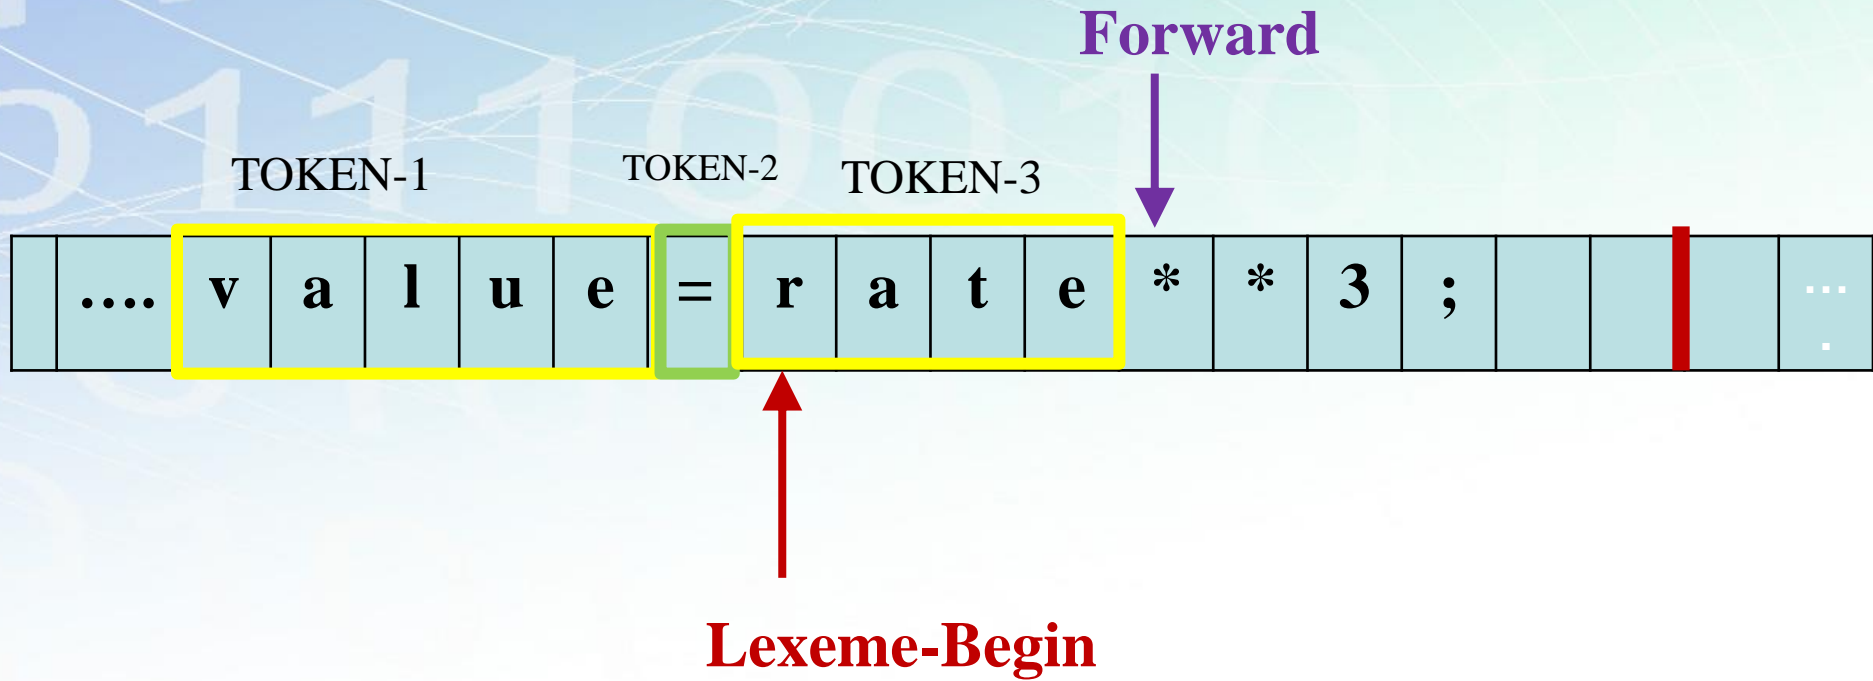 Forward
TOKEN-1 TOKEN-2 TOKEN-3
.... v a l u e = r a t e * * 3 ; ....
Lexeme-Begin